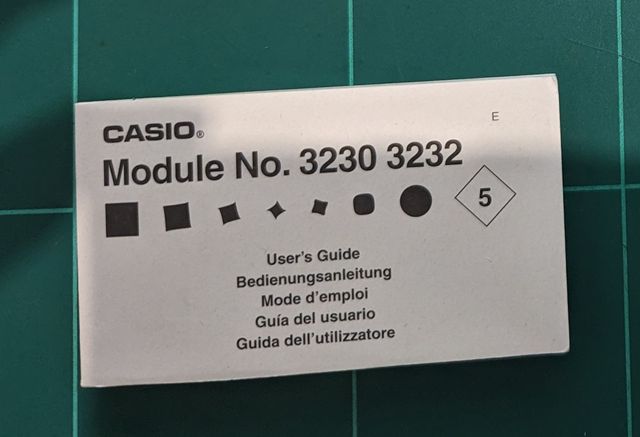 E
CASIO®
Module No. 3230 3232
5
User's Guide
Bedienungsanleitung
Mode d'emploi
Guía del usuario
Guida dell'utilizzatore